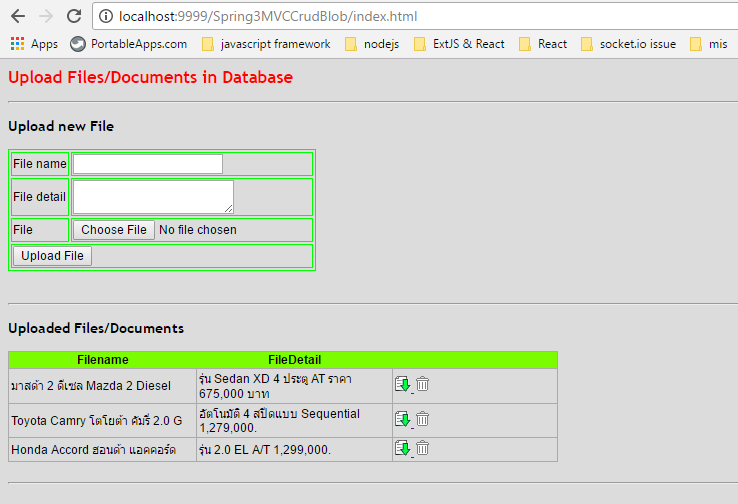 localhost:9999/Spring3MVCCrudBlob/index.html
Apps PortableApps.com javascript framework nodejs ExtJS & React React socket.io issue mis
Upload Files/Documents in Database
Upload new File
File name
File detail
File Choose File No file chosen
Upload File
Uploaded Files/Documents
Filename FileDetail
มาสด้า 2 ดีเซล Mazda 2 Diesel รุ่น Sedan XD 4 ประตู AT ราคา
675,000 บาท
Toyota Camry โตโยต้า คัมรี่ 2.0 G อัตโนมัติ 4 สปีดแบบ Sequential
1,279,000.
Honda Accord ฮอนด้า แอคคอร์ด รุ่น 2.0 EL A/T 1,299,000.